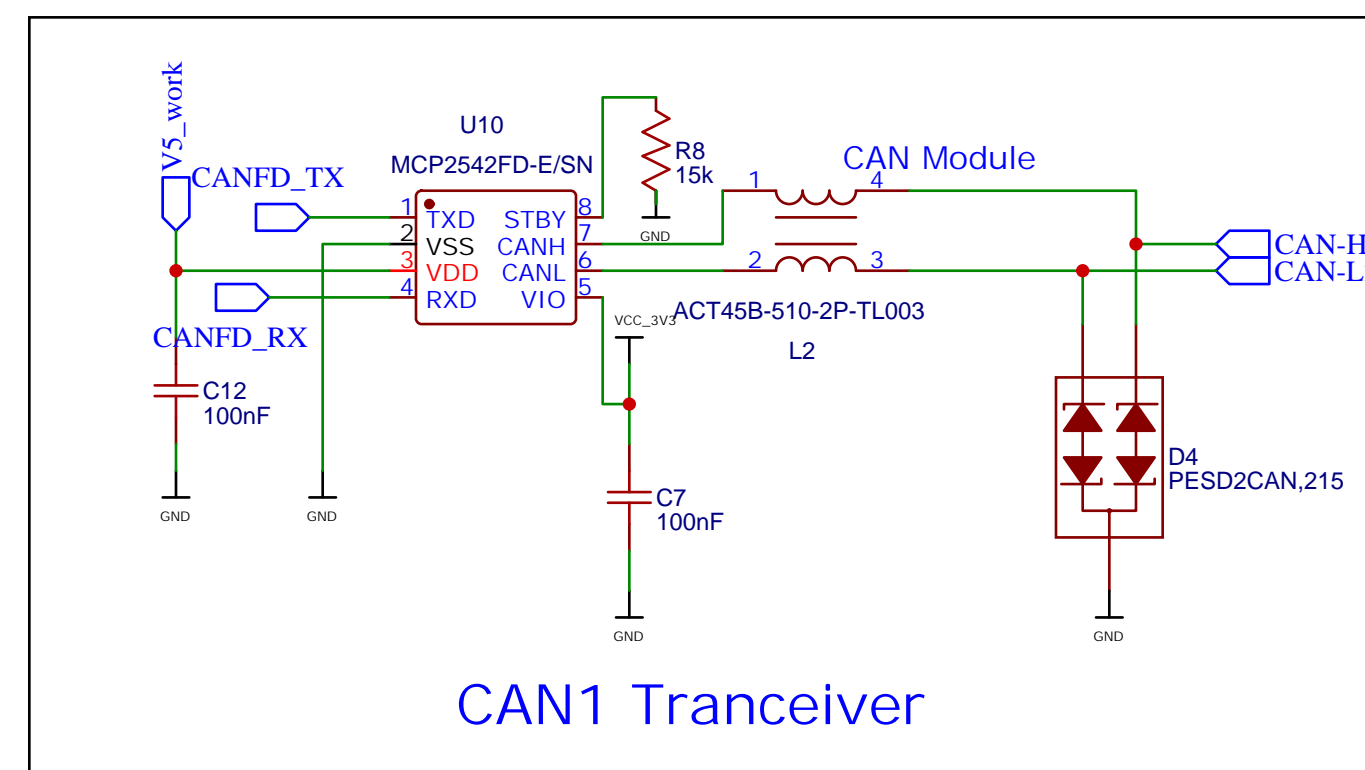 V5_work
CANFD_TX
CANFD_RX
U10
MCP2542FD-E/SN
1 TXD STBY 8
2 VSS CANH 7
3 VDD CANL 6
4 RXD VIO 5
R8
15k
GND
CAN Module
1 4
2 3
ACT45B-510-2P-TL003
L2
VCC_3V3
CAN-H
CAN-L
C12
100nF
GND
GND
C7
100nF
GND
D4
PESD2CAN,215
GND
CAN1 Tranceiver